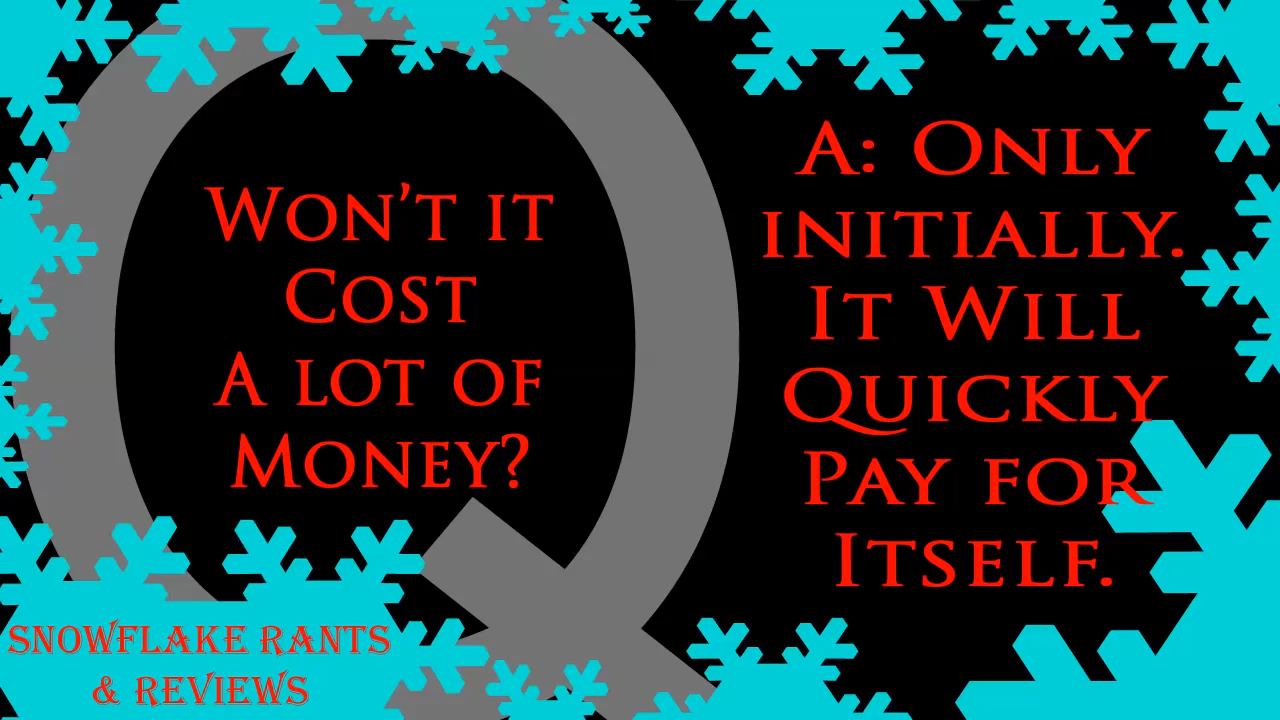 Won't it
Cost
A lot of
Money?
A: Only
initially.
It Will
Quickly
Pay for
Itself.
Snowflake Rants
& Reviews